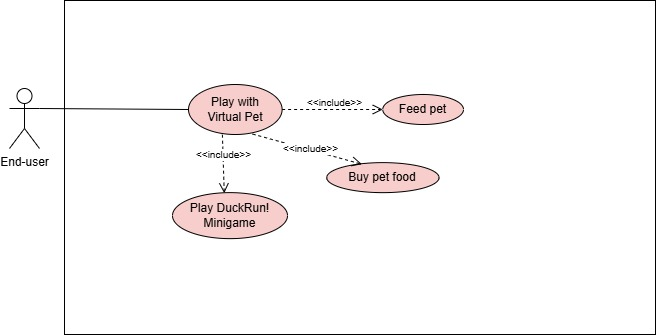 Play with
Virtual Pet
<<include>>
Feed pet
End-user
<<include>>
<<include>>
Buy pet food
Play DuckRun!
Minigame